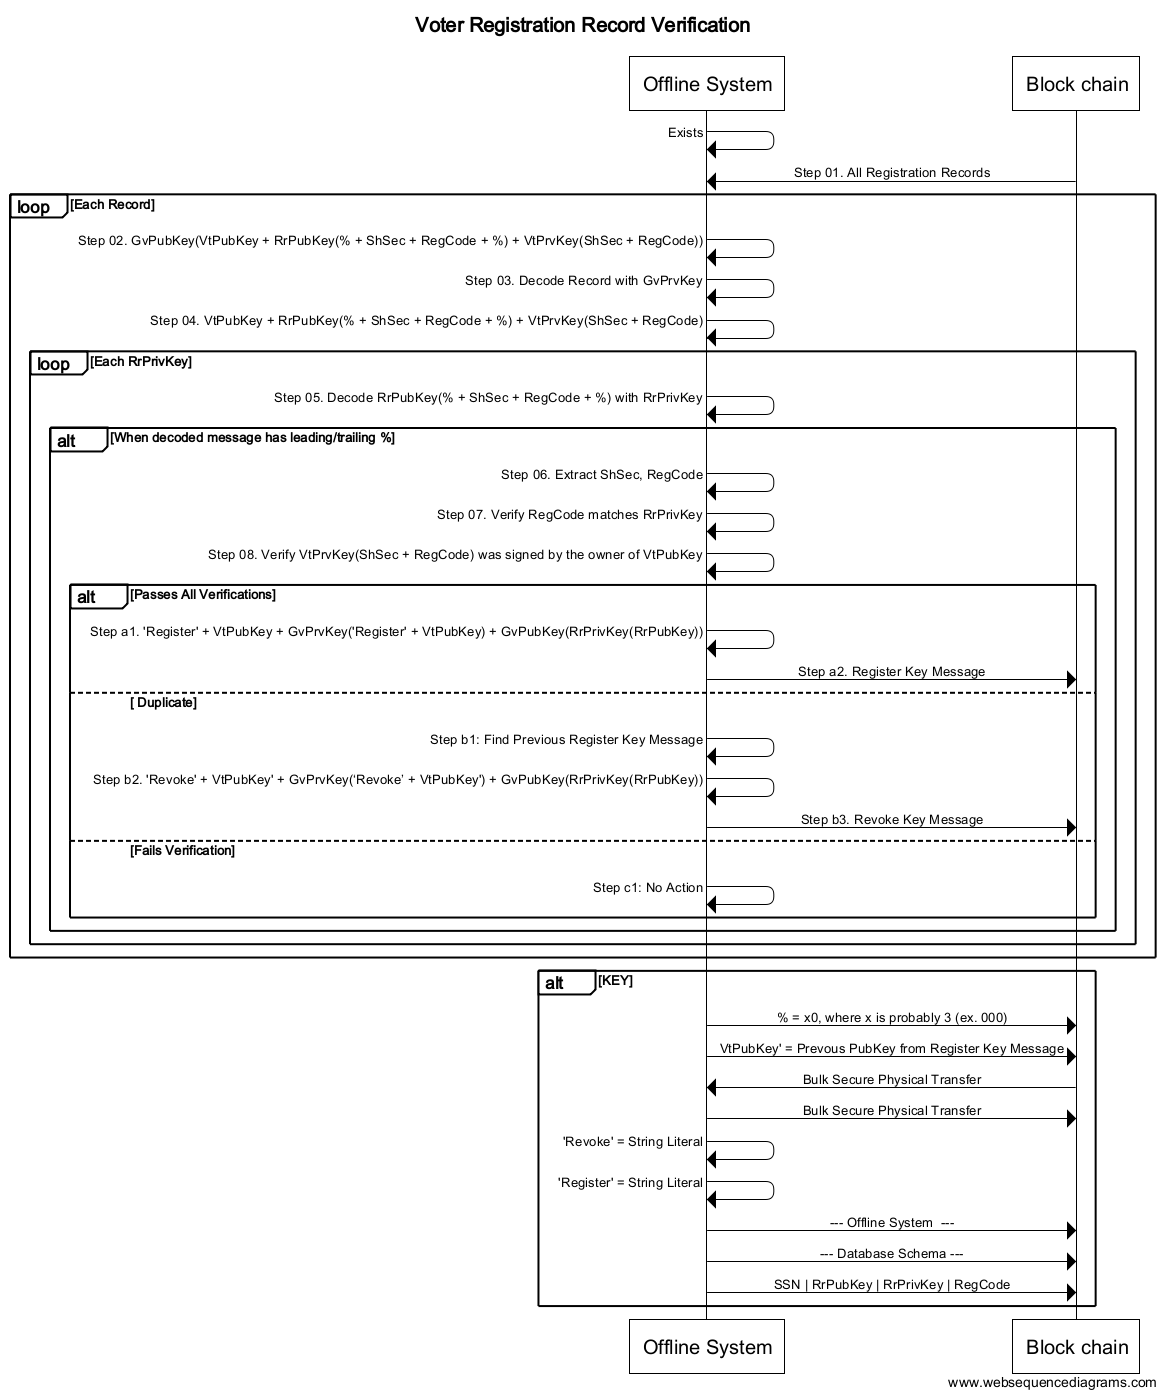 Voter Registration Record Verification
Offline System
Block chain
Exists
Step 01. All Registration Records
loop [Each Record]
Step 02. GvPubKey(VtPubKey + RrPubKey(% + ShSec + RegCode + %) + VtPrvKey(ShSec + RegCode))
Step 03. Decode Record with GvPrvKey
Step 04. VtPubKey + RrPubKey(% + ShSec + RegCode + %) + VtPrvKey(ShSec + RegCode)
loop [Each RrPrivKey]
Step 05. Decode RrPubKey(% + ShSec + RegCode + %) with RrPrivKey
alt [When decoded message has leading/trailing %]
Step 06. Extract ShSec, RegCode
Step 07. Verify RegCode matches RrPrivKey
Step 08. Verify VtPrvKey(ShSec + RegCode) was signed by the owner of VtPubKey
alt [Passes All Verifications]
Step a1. 'Register' + VtPubKey + GvPrvKey('Register' + VtPubKey) + GvPubKey(RrPrivKey(RrPubKey))
Step a2. Register Key Message
[ Duplicate]
Step b1: Find Previous Register Key Message
Step b2. 'Revoke' + VtPubKey' + GvPrvKey(‘Revoke’ + VtPubKey') + GvPubKey(RrPrivKey(RrPubKey))
Step b3. Revoke Key Message
[Fails Verification]
Step c1: No Action
alt [KEY]
% = x0, where x is probably 3 (ex. 000)
VtPubKey' = Prevous PubKey from Register Key Message
Bulk Secure Physical Transfer
Bulk Secure Physical Transfer
'Revoke' = String Literal
'Register' = String Literal
--- Offline System ---
--- Database Schema ---
SSN | RrPubKey | RrPrivKey | RegCode
Offline System
Block chain
www.websequencediagrams.com